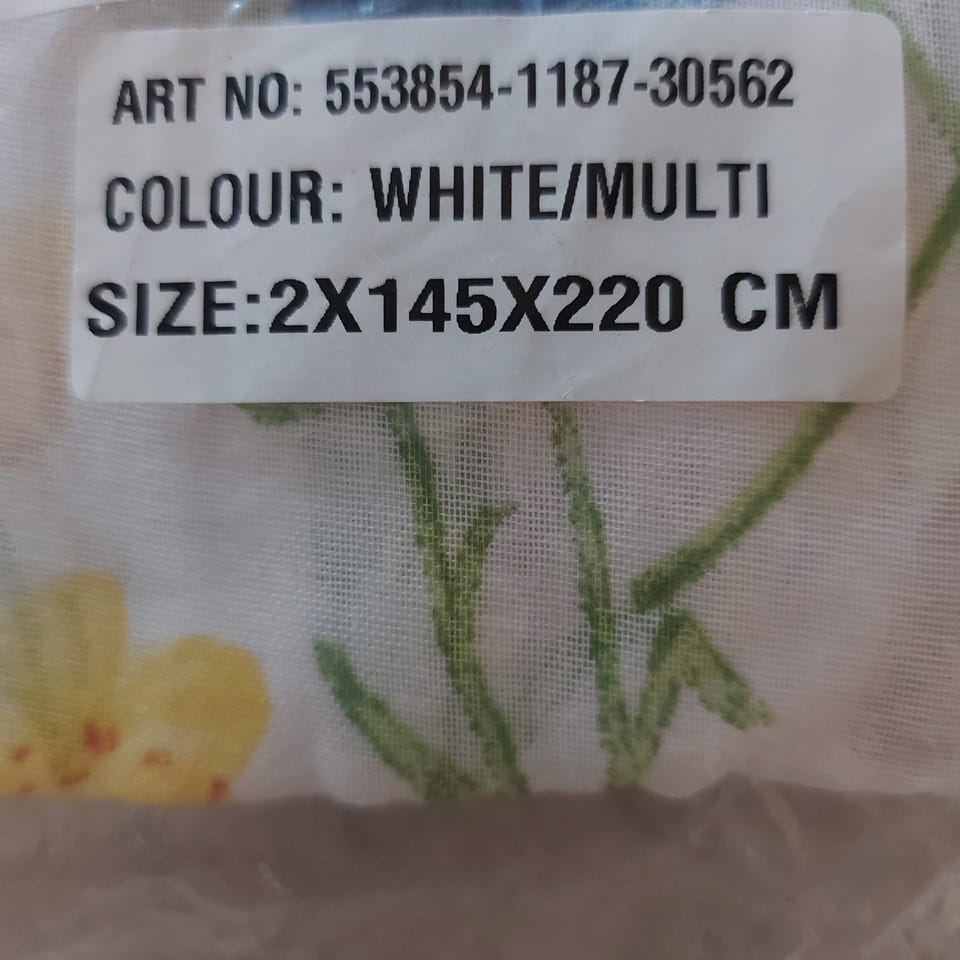 ART NO: 553854-1187-30562
COLOUR: WHITE/MULTI
SIZE:2X145X220 CM